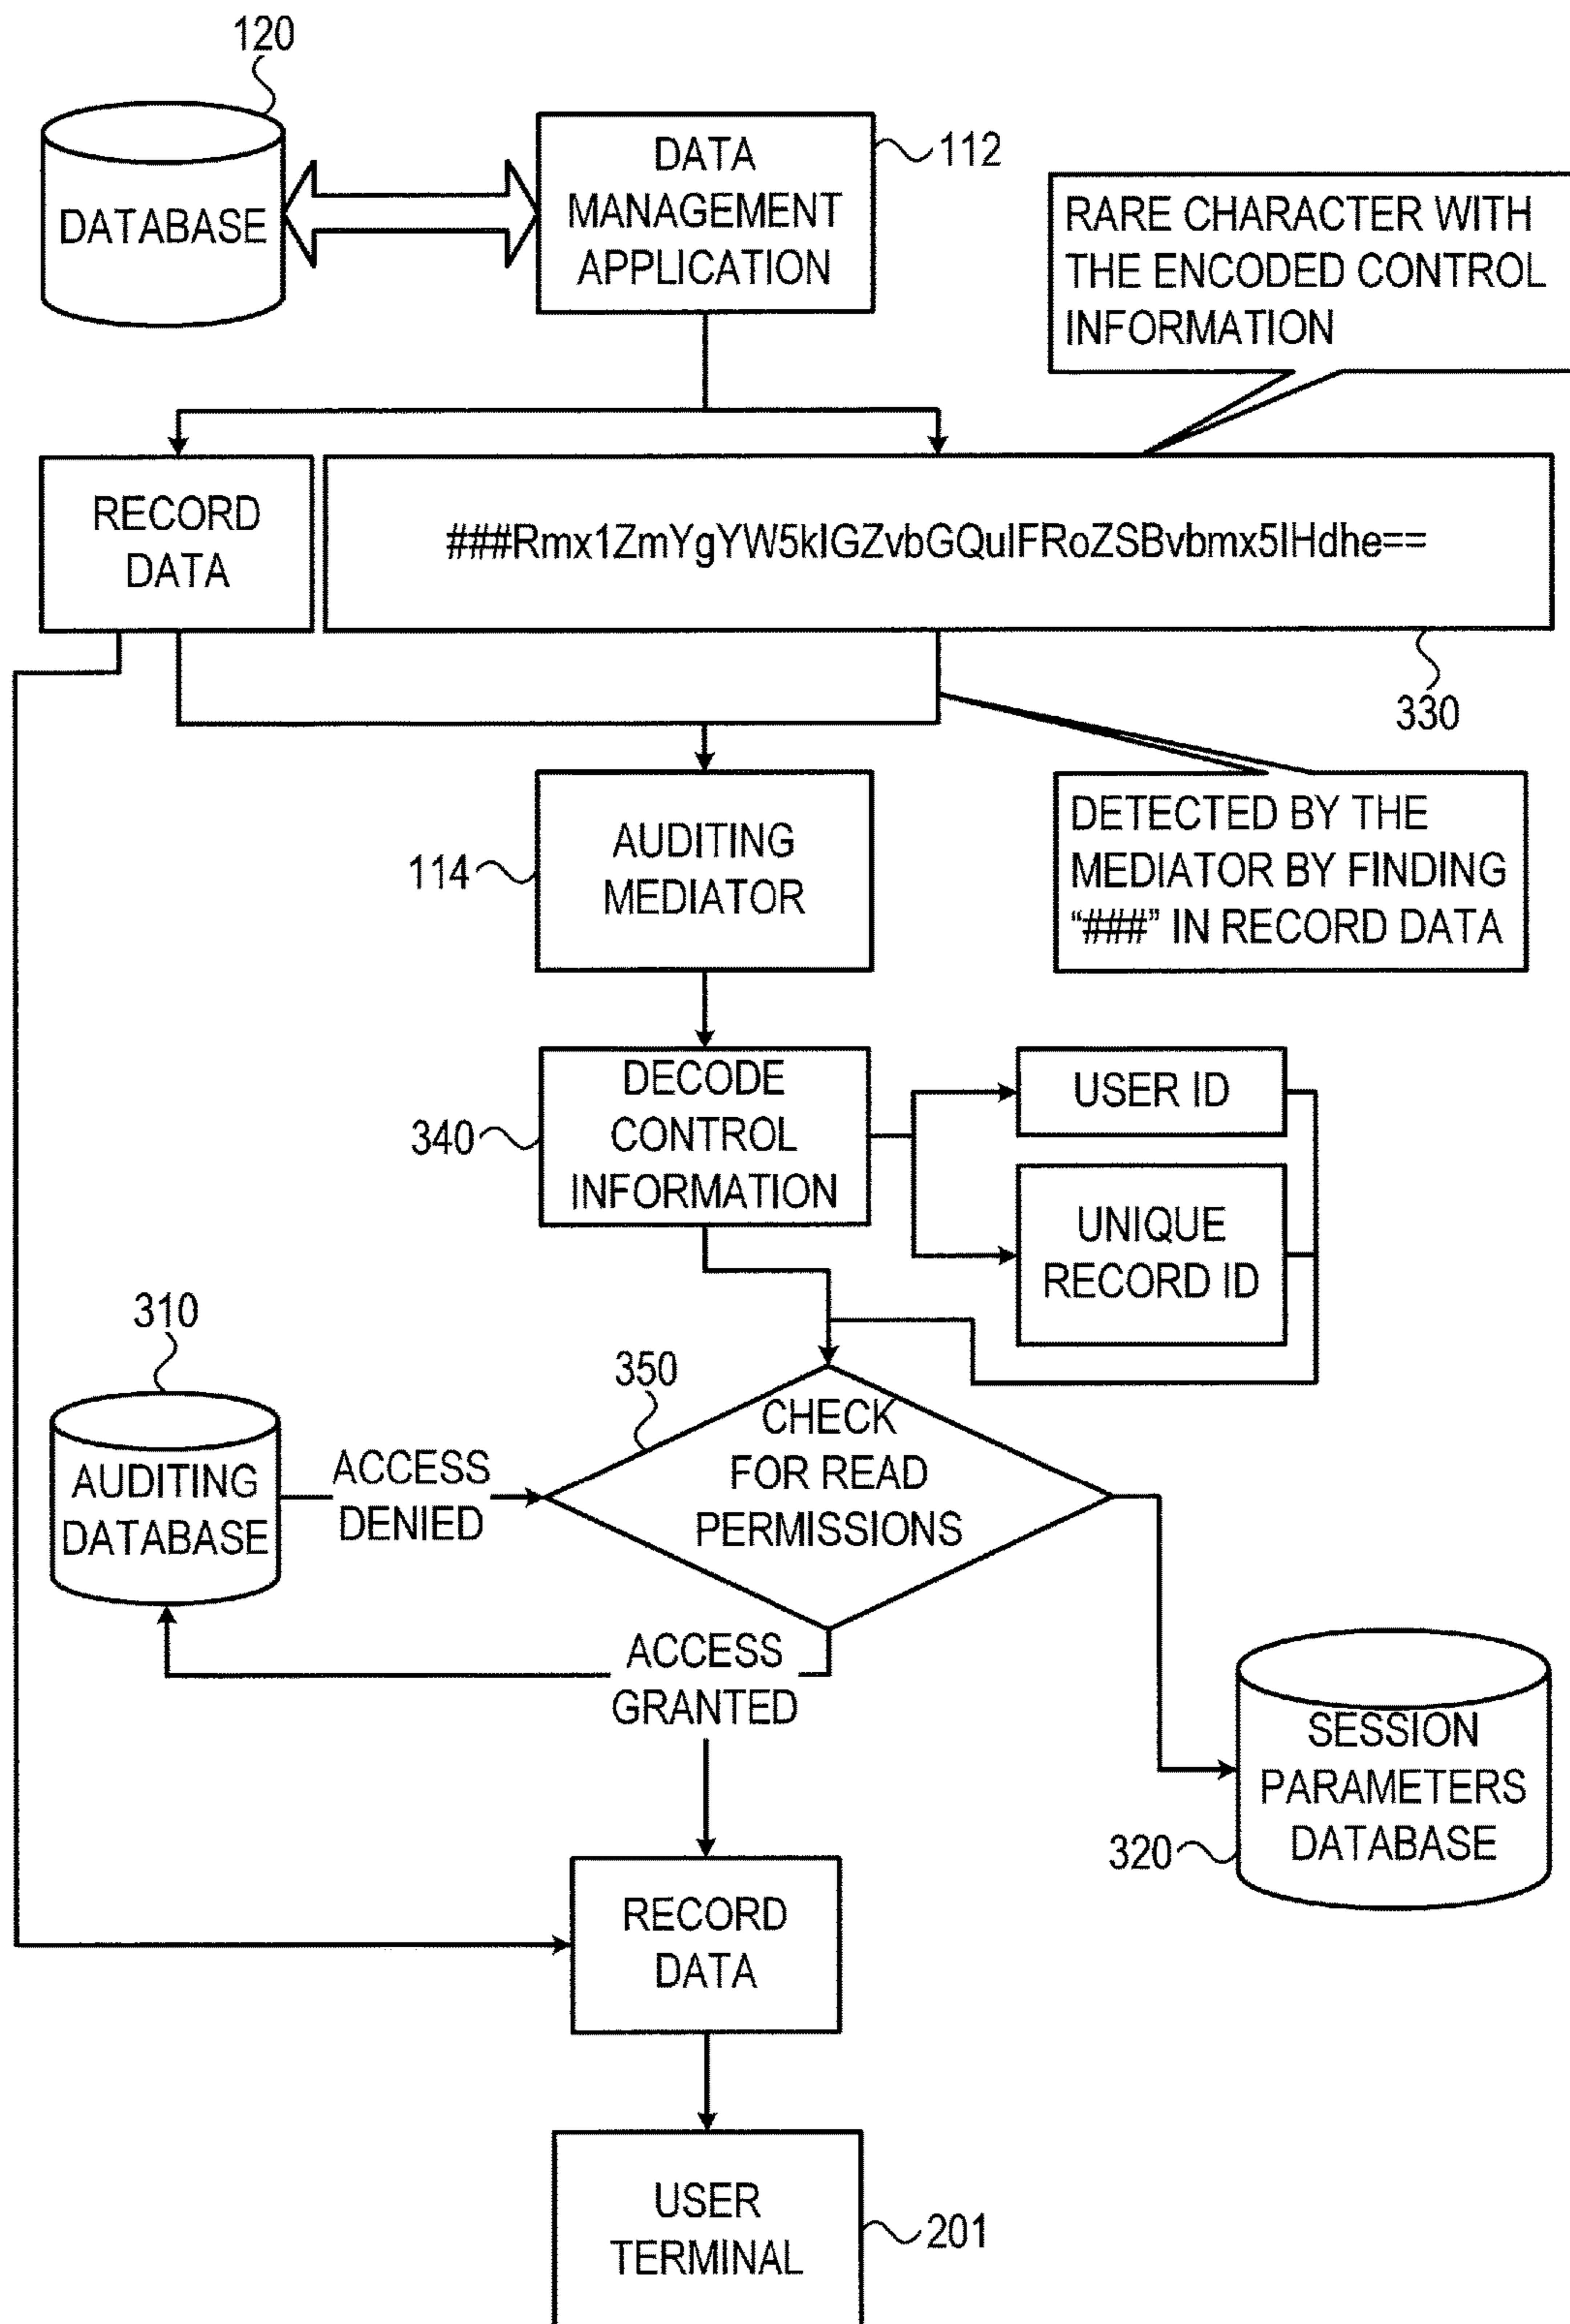 120
DATABASE
DATA
MANAGEMENT
APPLICATION
112
RARE CHARACTER WITH
THE ENCODED CONTROL
INFORMATION
RECORD
DATA
###Rmx1ZmYgYW5kIGZvbGQuIFRoZSBvbmx5IHdhe==
330
AUDITING
MEDIATOR
114
DETECTED BY THE
MEDIATOR BY FINDING
“###” IN RECORD DATA
DECODE
CONTROL
INFORMATION
340
USER ID
UNIQUE
RECORD ID
310
AUDITING
DATABASE
ACCESS
DENIED
350
CHECK
FOR READ
PERMISSIONS
ACCESS
GRANTED
SESSION
PARAMETERS
DATABASE
320
RECORD
DATA
USER
TERMINAL
201